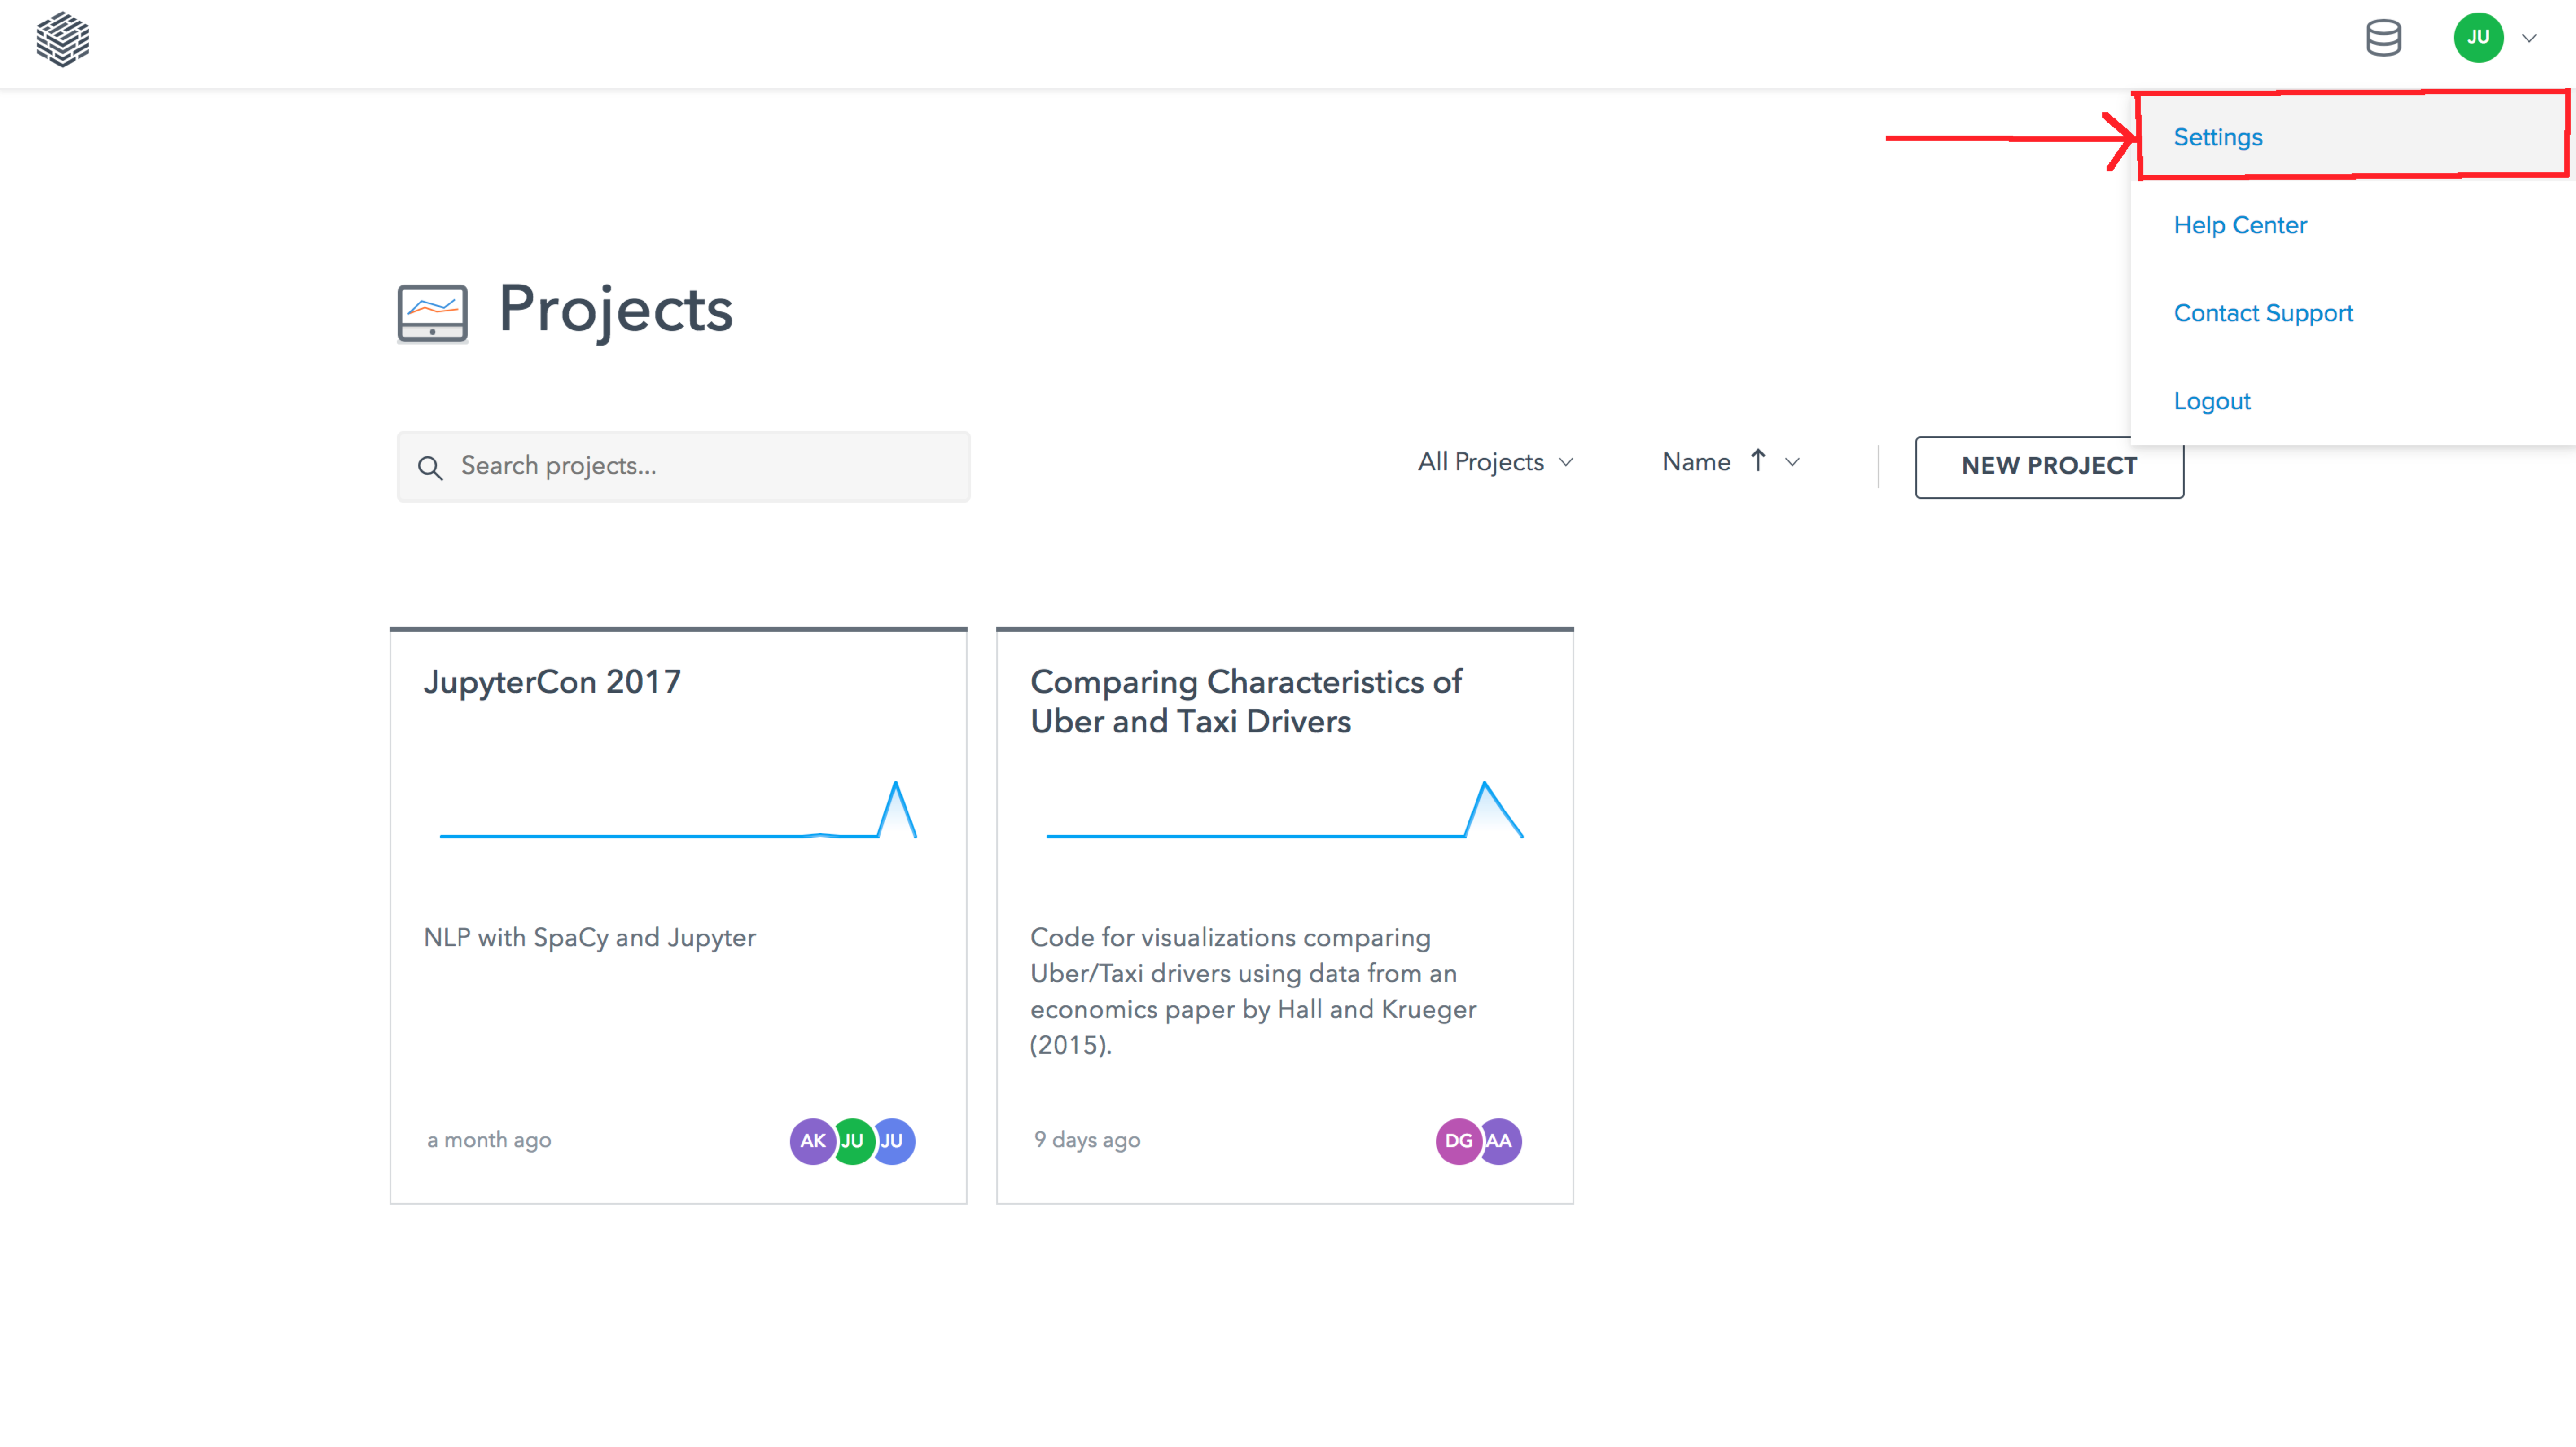 JU
Settings
Help Center
Contact Support
Logout
Projects
Search projects...
All Projects
Name
NEW PROJECT
JupyterCon 2017
NLP with SpaCy and Jupyter
a month ago
AK JU JU
Comparing Characteristics of
Uber and Taxi Drivers
Code for visualizations comparing
Uber/Taxi drivers using data from an
economics paper by Hall and Krueger
(2015).
9 days ago
DG AA